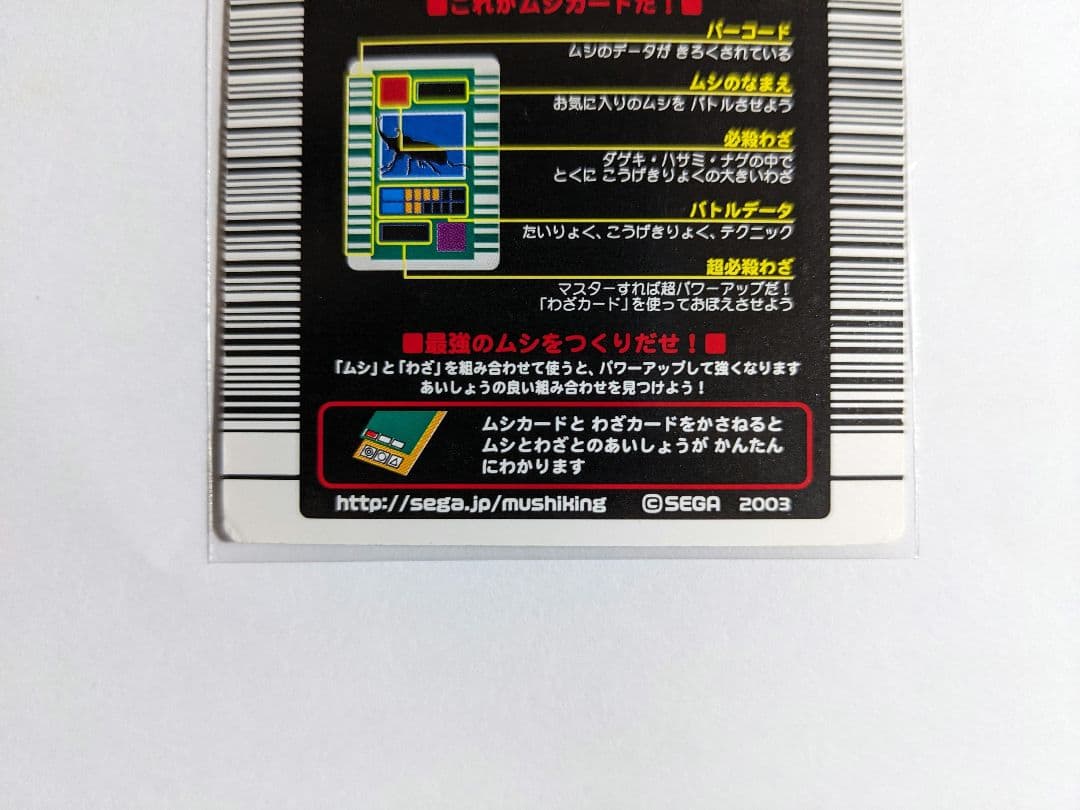 ■これがムシカードだ！■
バーコード
ムシのデータが きろくされている
ムシのなまえ
お気に入りのムシを バトルさせよう
必殺わざ
ダゲキ・ハサミ・ナゲの中で
とくに こうげきりょくの大きいわざ
バトルデータ
たいりょく、こうげきりょく、テクニック
超必殺わざ
マスターすれば超パワーアップだ！
「わざカード」を使っておぼえさせよう
■最強のムシをつくりだせ！■
「ムシ」と「わざ」を組み合わせて使うと、パワーアップして強くなります
あいしょうの良い組み合わせを見つけよう！
ムシカードと わざカードをかさねると
ムシとわざとのあいしょうが かんたん
にわかります
http://sega.jp/mushiking ©SEGA 2003